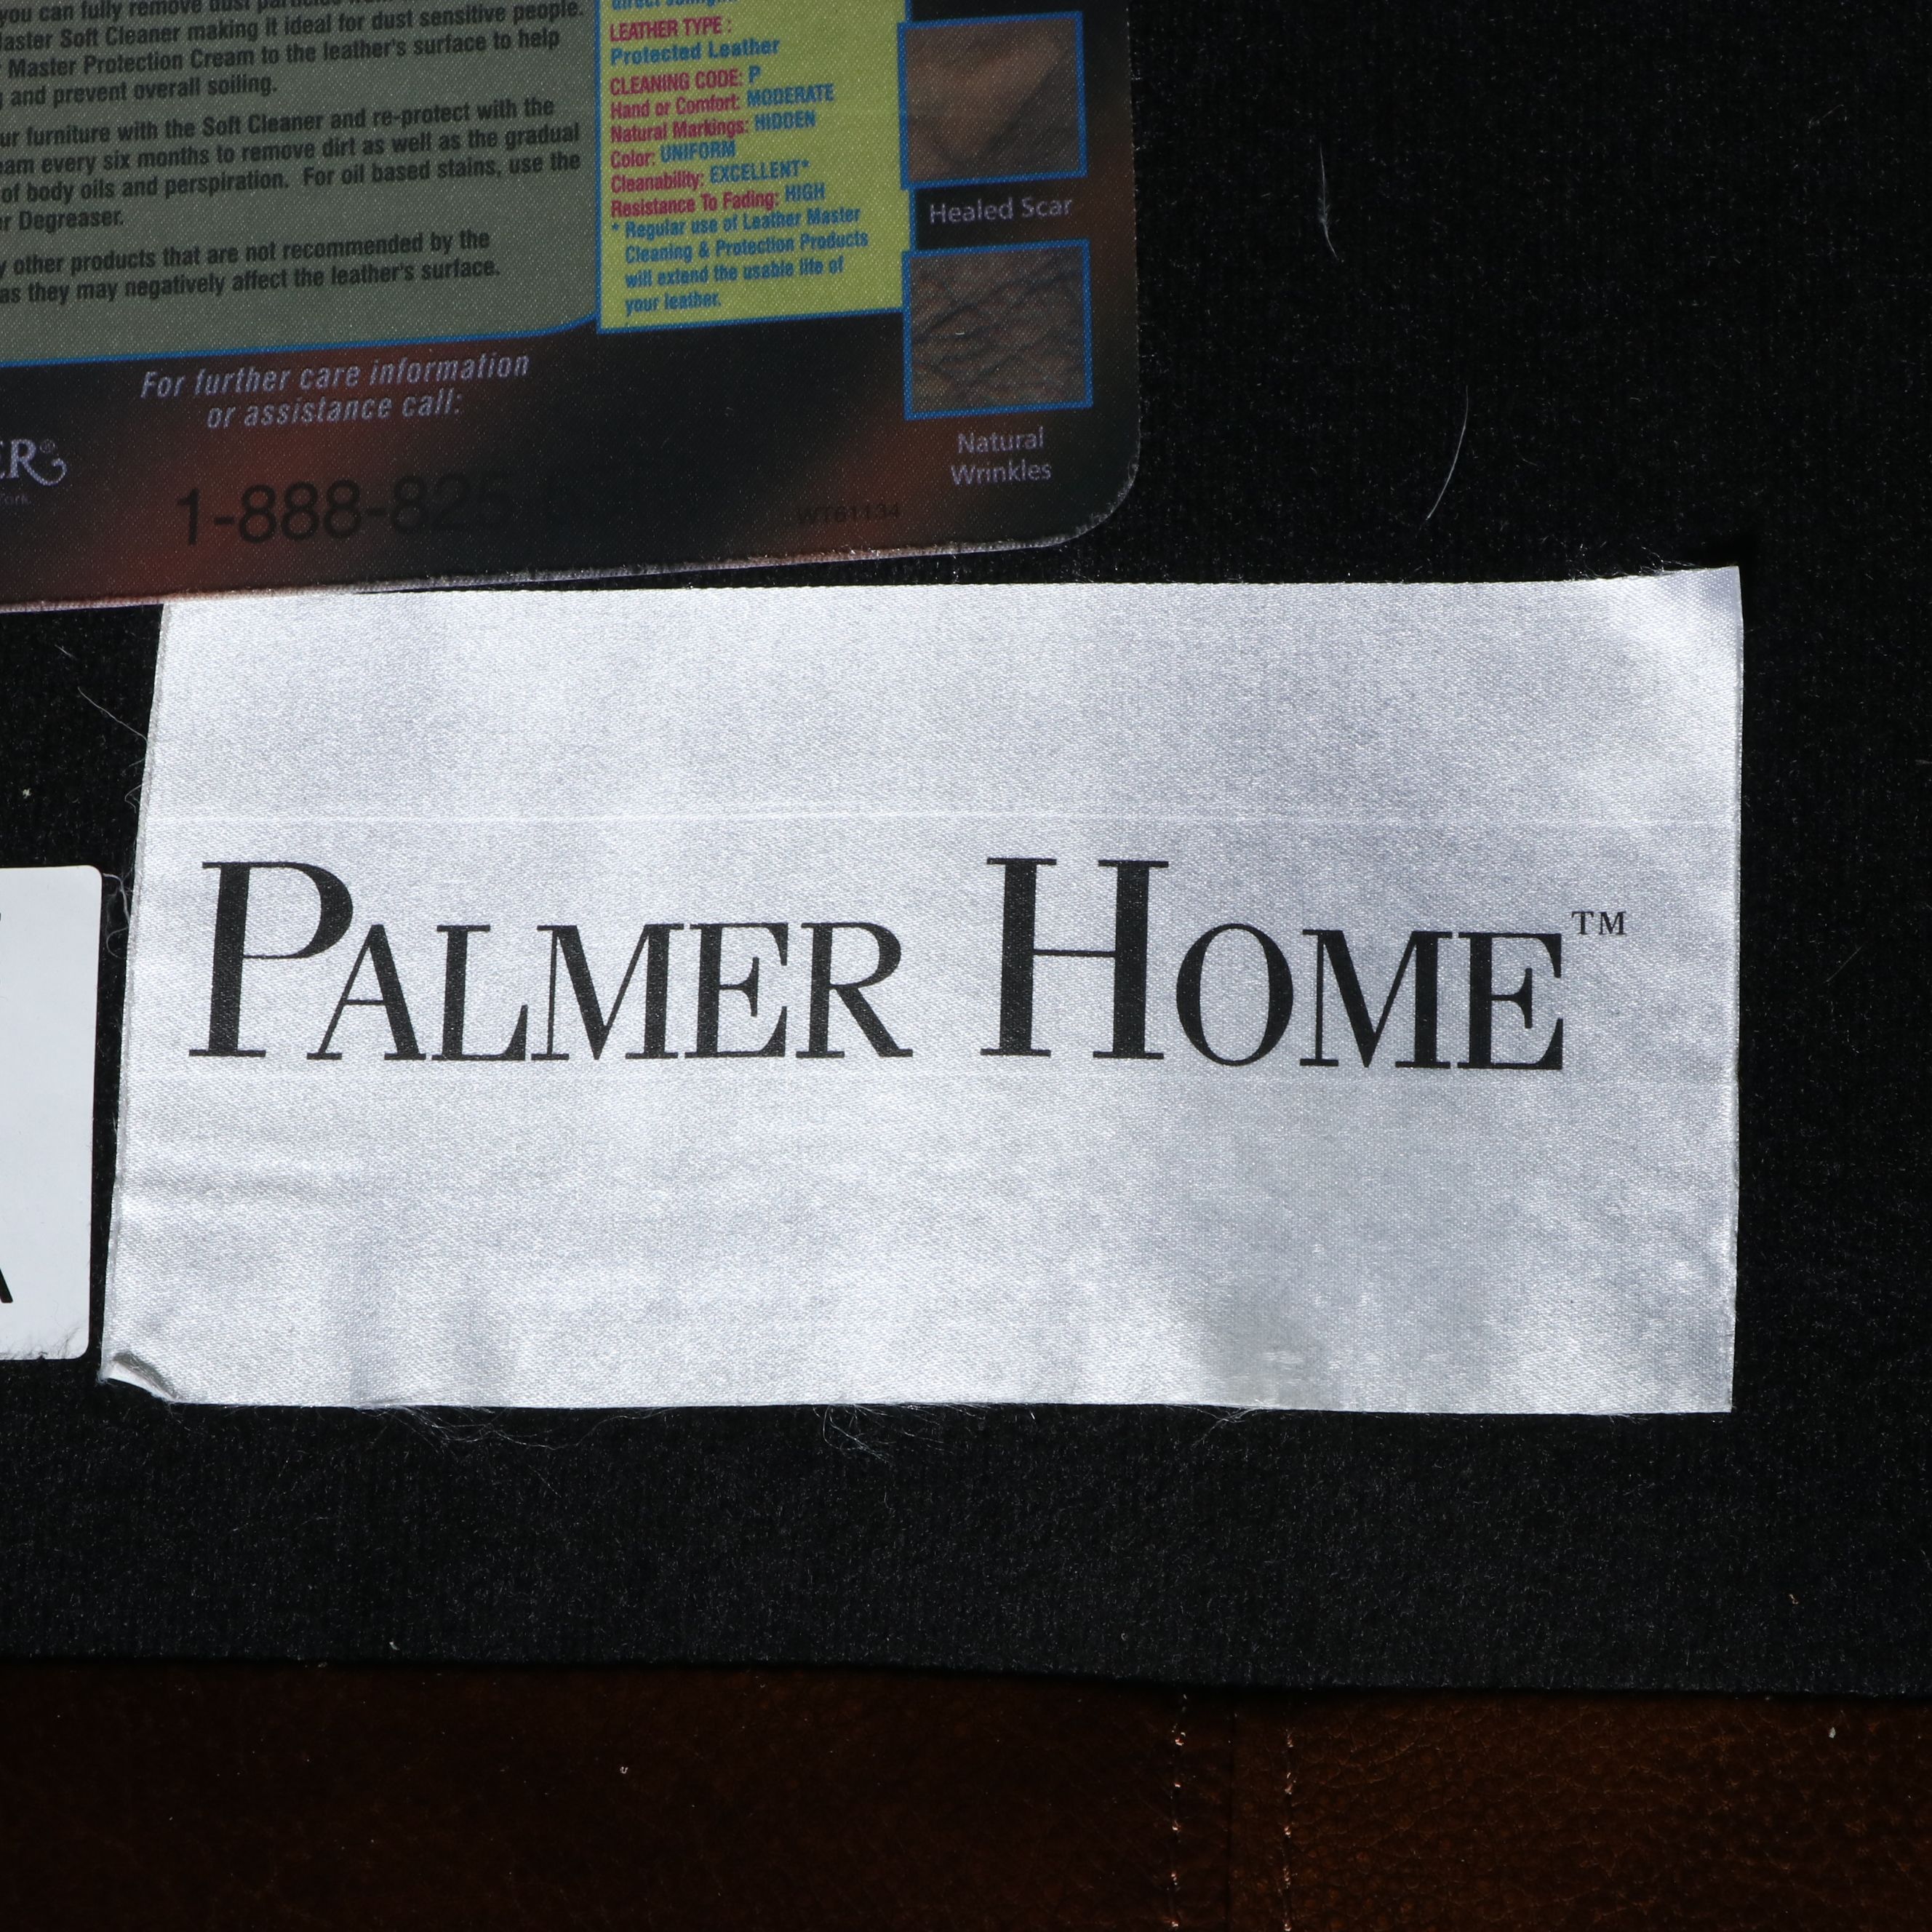 you can fully remove dust
Master Soft Cleaner making it ideal for dust sensitive people.
Master Protection Cream to the leather's surface to help
and prevent overall soiling.
ur furniture with the Soft Cleaner and re-protect with the
eam every six months to remove dirt as well as the gradual
of body oils and perspiration. For oil based stains, use the
r Degreaser.
y other products that are not recommended by the
as they may negatively affect the leather's surface.
LEATHER TYPE :
Protected Leather
CLEANING CODE: P
Hand or Comfort: MODERATE
Natural Markings: HIDDEN
Color: UNIFORM
Cleanability: EXCELLENT*
Resistance To Fading: HIGH
* Regular use of Leather Master
Cleaning & Protection Products
will extend the usable life of
your leather.
Healed Scar
Natural
Wrinkles
For further care information
or assistance call:
ER®
1-888-825
WT61134
PALMER HOME™